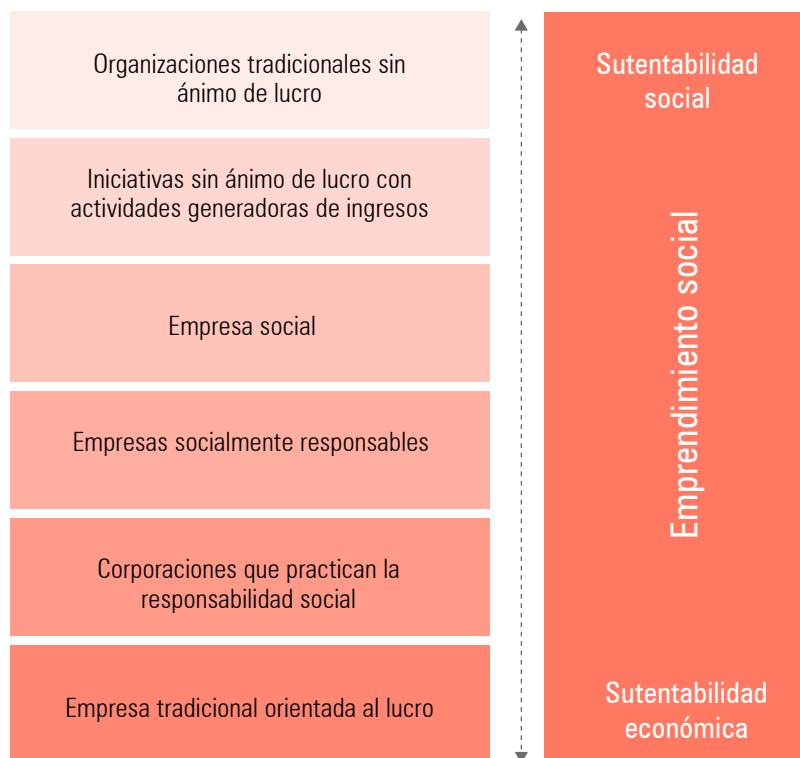 Organizaciones tradicionales sin
ánimo de lucro
Iniciativas sin ánimo de lucro con
actividades generadoras de ingresos
Empresa social
Empresas socialmente responsables
Corporaciones que practican la
responsabilidad social
Empresa tradicional orientada al lucro
Sutentabilidad
social
Emprendimiento social
Sutentabilidad
económica